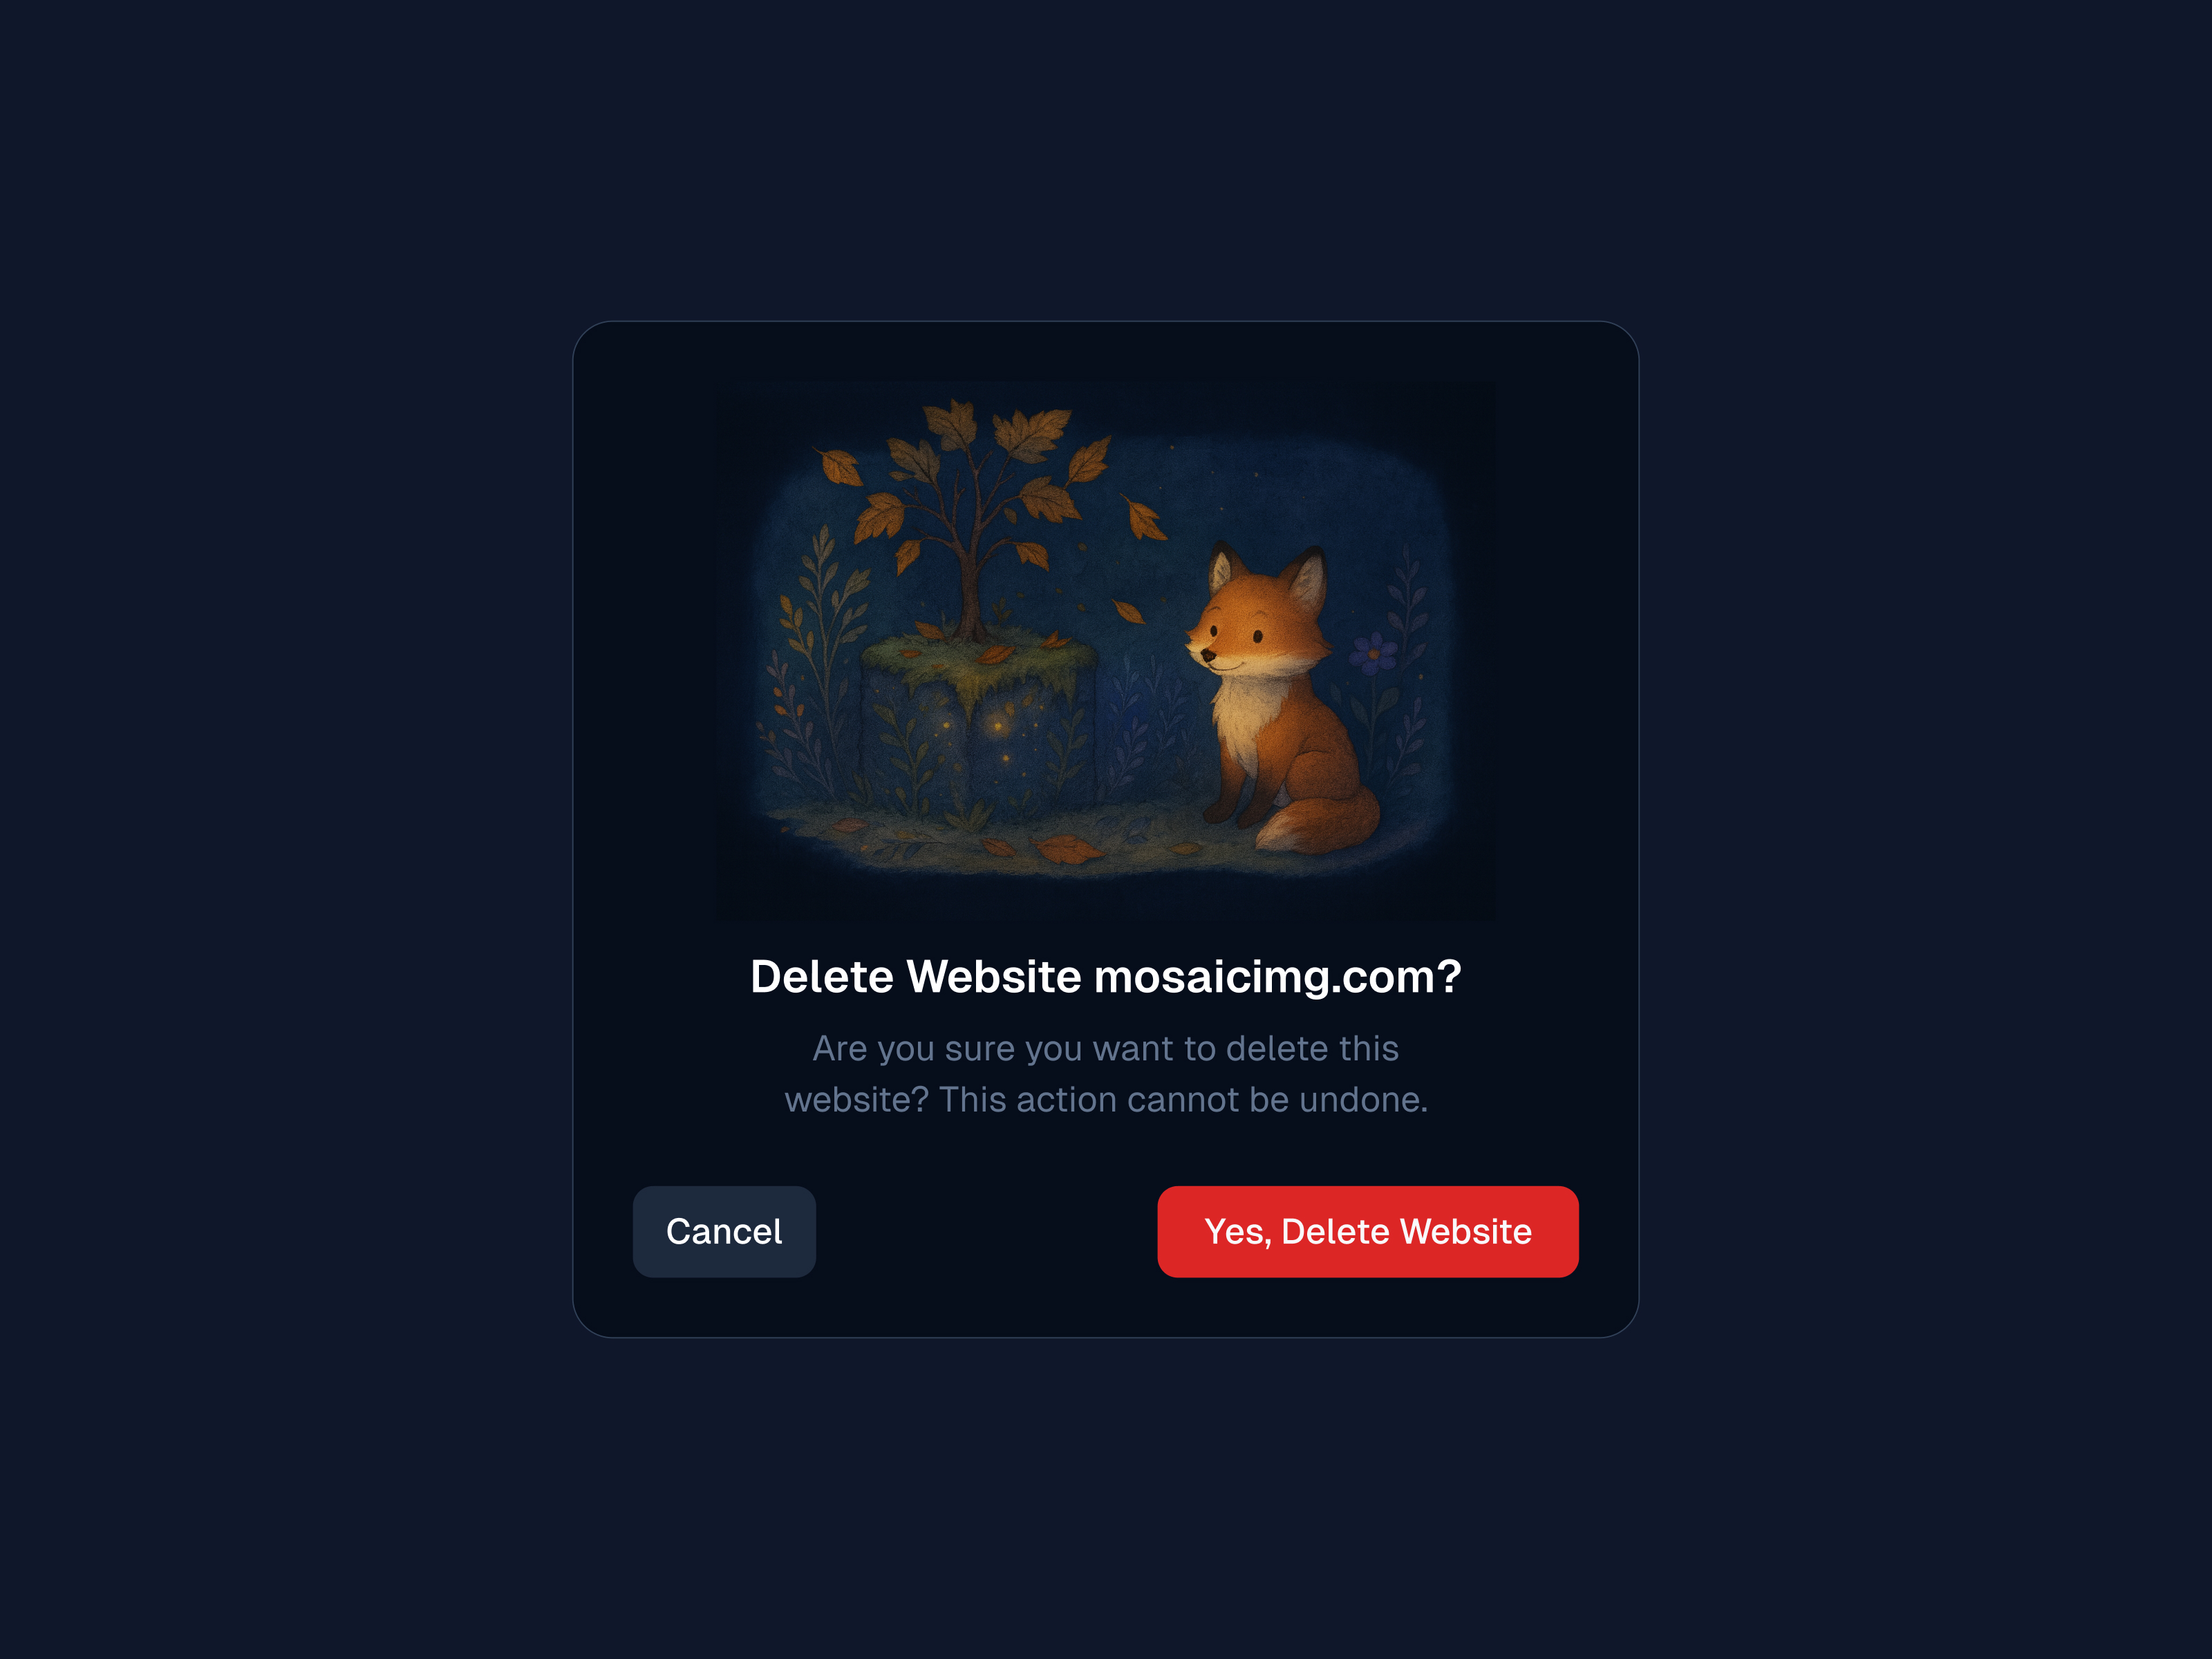 Delete Website mosaicimg.com?
Are you sure you want to delete this
website? This action cannot be undone.
Cancel
Yes, Delete Website